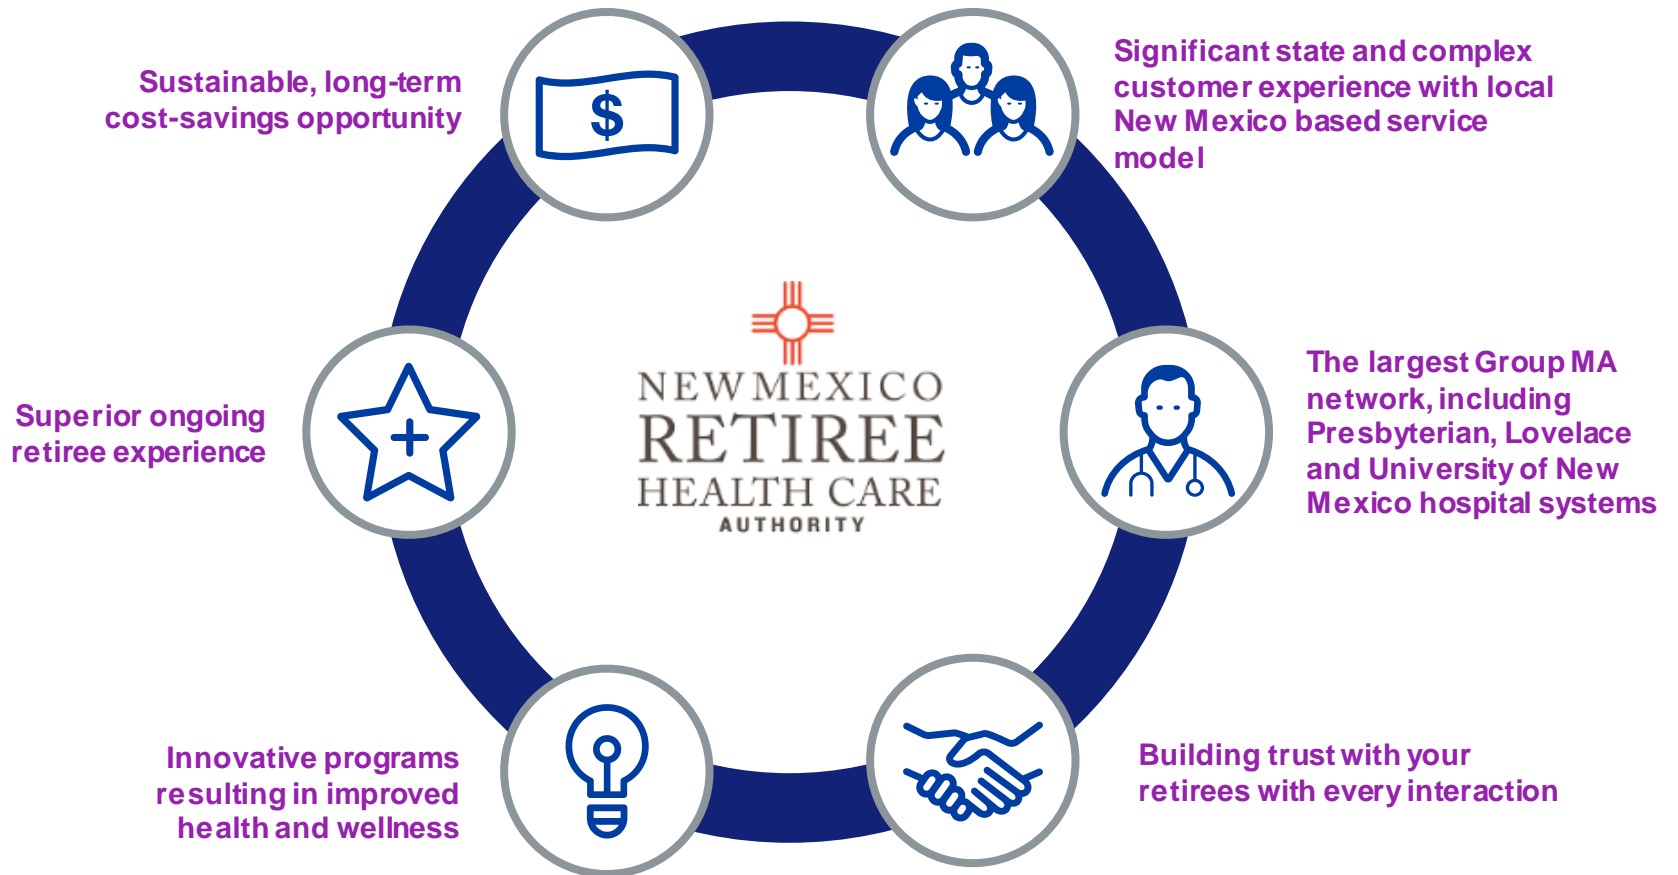 Sustainable, long-term
cost-savings opportunity
$
Significant state and complex
customer experience with local
New Mexico based service
model
Superior ongoing
retiree experience
NEW MEXICO
RETIREE
HEALTH CARE
AUTHORITY
The largest Group MA
network, including
Presbyterian, Lovelace
and University of New
Mexico hospital systems
Innovative programs
resulting in improved
health and wellness
Building trust with your
retirees with every interaction